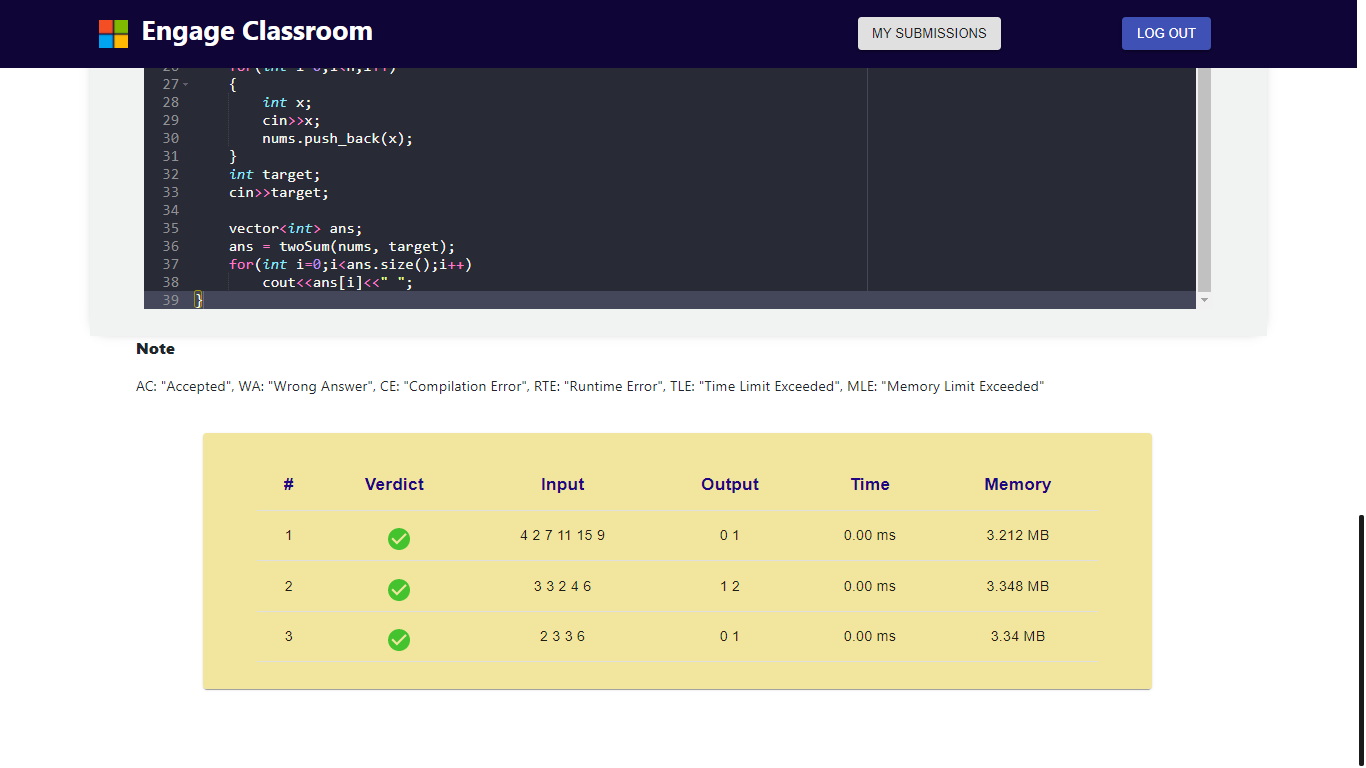 Engage Classroom
MY SUBMISSIONS
LOG OUT
26 for(int i=0;i<n;i++)
27 {
28 int x;
29 cin>>x;
30 nums.push_back(x);
31 }
32 int target;
33 cin>>target;
34
35 vector<int> ans;
36 ans = twoSum(nums, target);
37 for(int i=0;i<ans.size();i++)
38 cout<<ans[i]<<" ";
39 }
Note
AC: "Accepted", WA: "Wrong Answer", CE: "Compilation Error", RTE: "Runtime Error", TLE: "Time Limit Exceeded", MLE: "Memory Limit Exceeded"
# Verdict Input Output Time Memory
1 4 2 7 11 15 9 0 1 0.00 ms 3.212 MB
2 3 3 2 4 6 1 2 0.00 ms 3.348 MB
3 2 3 3 6 0 1 0.00 ms 3.34 MB